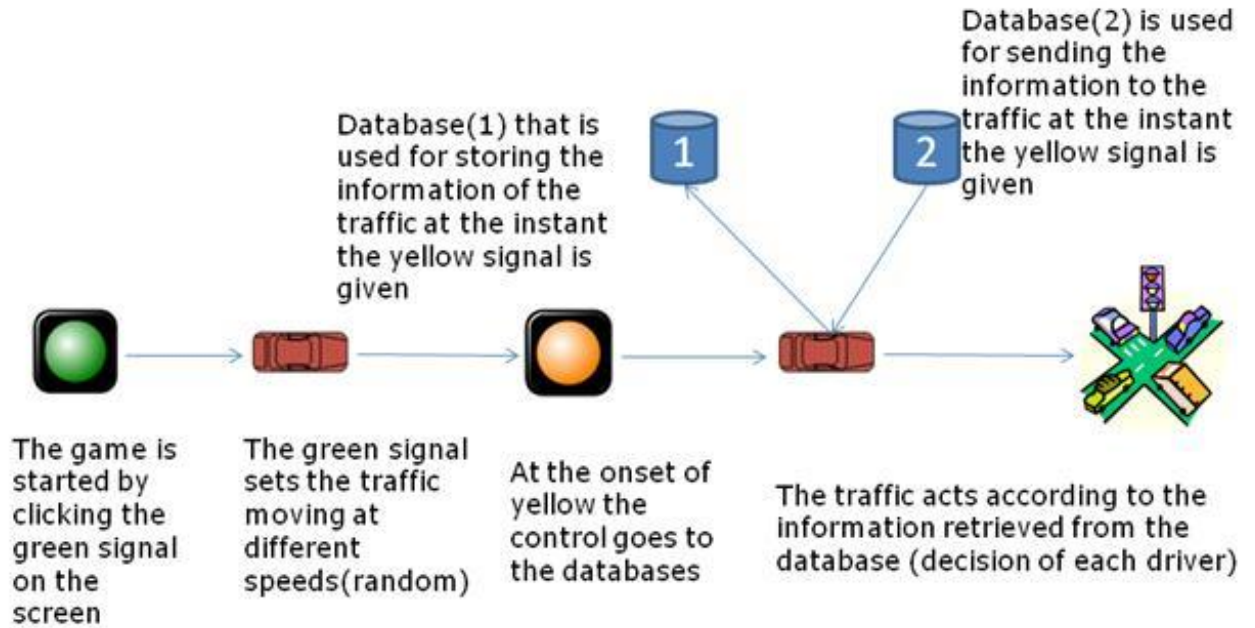 Database(2) is used
for sending the
information to the
traffic at the instant
the yellow signal is
given
Database(1) that is
used for storing the
information of the
traffic at the instant
the yellow signal is
given
1
2
The game is
started by
clicking the
green signal
on the
screen
The green signal
sets the traffic
moving at
different
speeds(random)
At the onset of
yellow the
control goes to
the databases
The traffic acts according to the
information retrieved from the
database (decision of each driver)